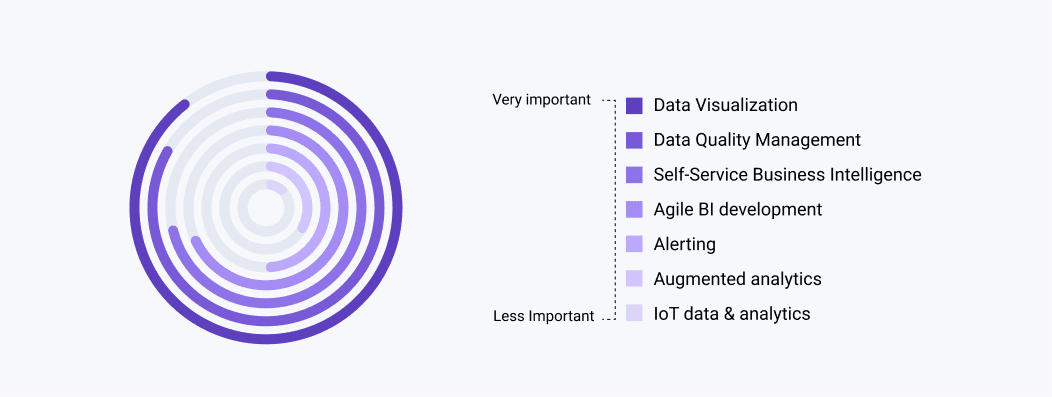 Very important
Data Visualization
Data Quality Management
Self-Service Business Intelligence
Agile BI development
Alerting
Augmented analytics
Less Important
IoT data & analytics